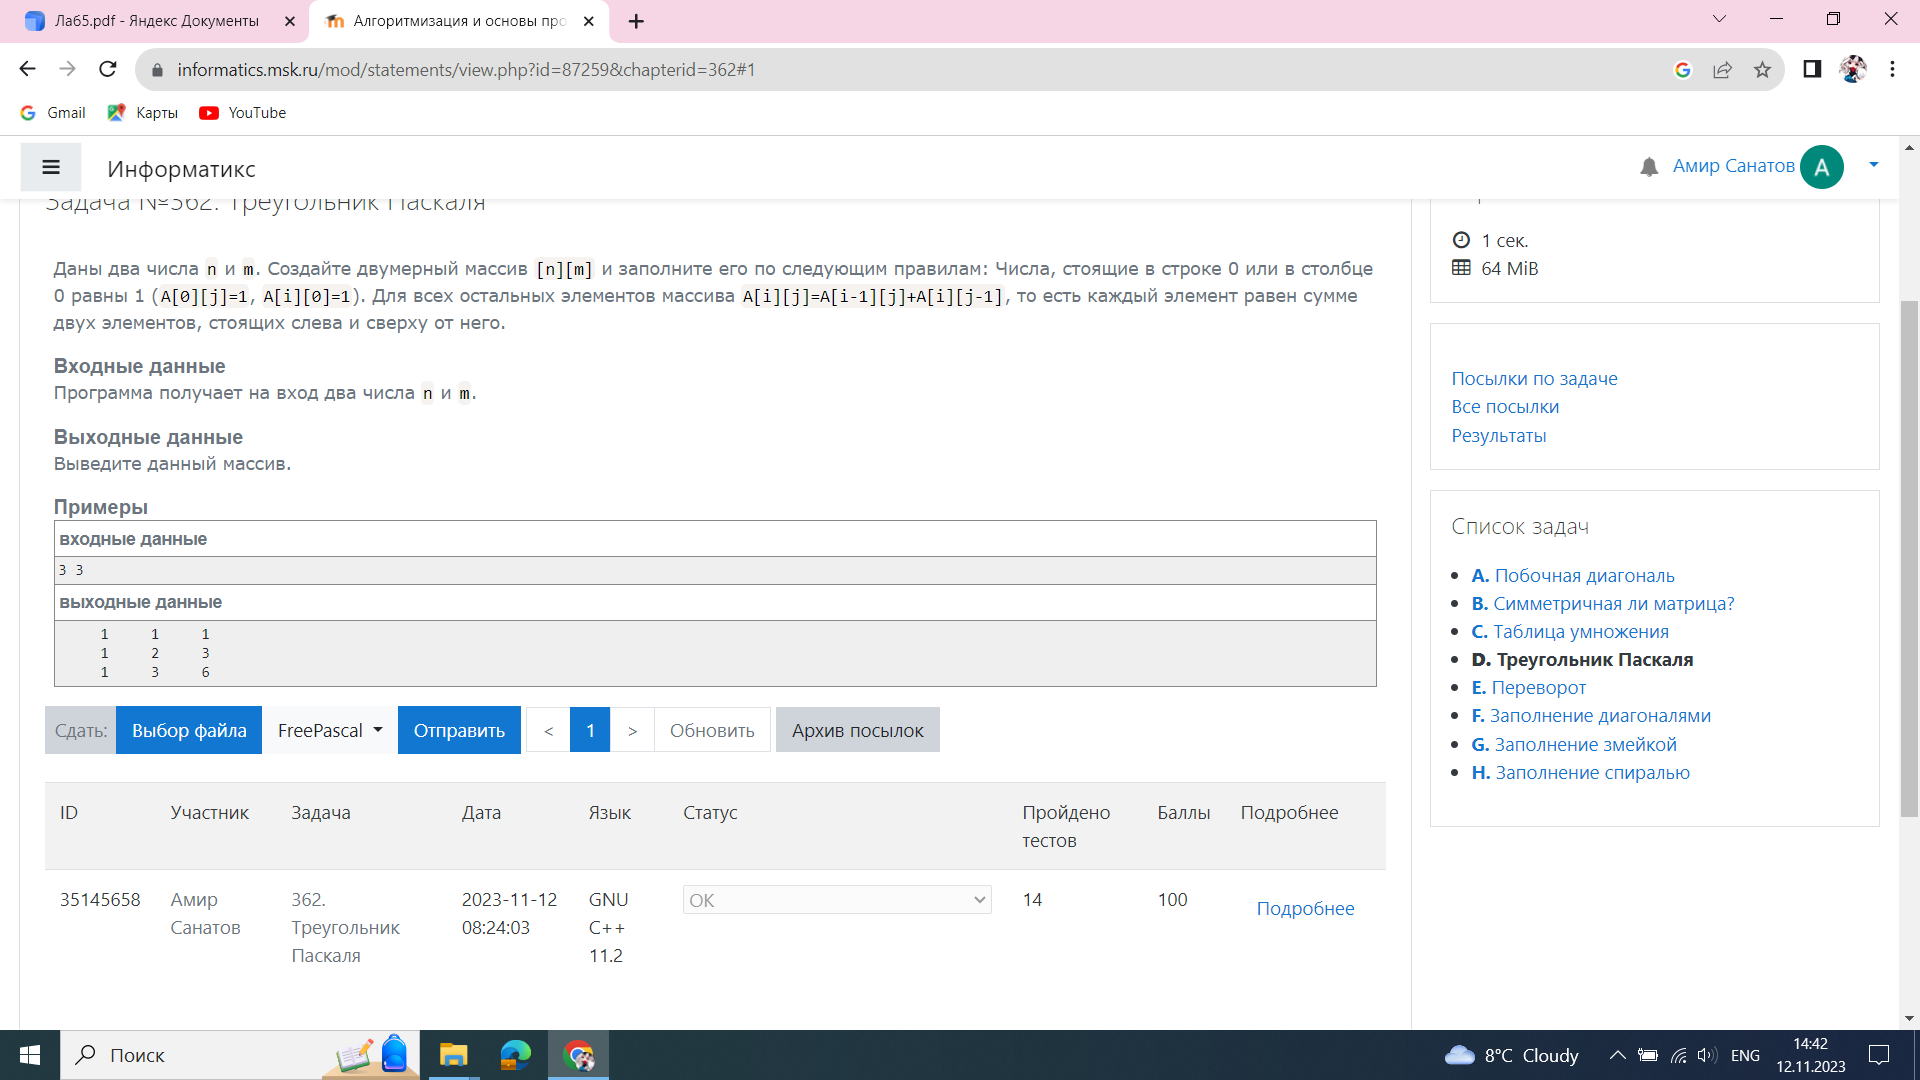 Ла65.pdf - Яндекс Документы
Алгоритмизация и основы про
informatics.msk.ru/mod/statements/view.php?id=87259&chapterid=362#1
Gmail Карты YouTube
Информатикс
Амир Санатов A
Задача №362. Треугольник Паскаля
Даны два числа n и m. Создайте двумерный массив [n][m] и заполните его по следующим правилам: Числа, стоящие в строке 0 или в столбце
0 равны 1 (A[0][j]=1, A[i][0]=1). Для всех остальных элементов массива A[i][j]=A[i-1][j]+A[i][j-1], то есть каждый элемент равен сумме
двух элементов, стоящих слева и сверху от него.
Входные данные
Программа получает на вход два числа n и m.
Выходные данные
Выведите данный массив.
Примеры
входные данные
3 3
выходные данные
1 1 1
1 2 3
1 3 6
Сдать: Выбор файла FreePascal Отправить < 1 > Обновить Архив посылок
ID Участник Задача Дата Язык Статус Пройдено тестов Баллы Подробнее
35145658 Амир Санатов 362. Треугольник Паскаля 2023-11-12 08:24:03 GNU C++ 11.2 OK 14 100 Подробнее
1 сек.
64 MiB
Посылки по задаче
Все посылки
Результаты
Список задач
A. Побочная диагональ
B. Симметричная ли матрица?
C. Таблица умножения
D. Треугольник Паскаля
E. Переворот
F. Заполнение диагоналями
G. Заполнение змейкой
H. Заполнение спиралью
Поиск
8°C Cloudy
ENG
14:42
12.11.2023